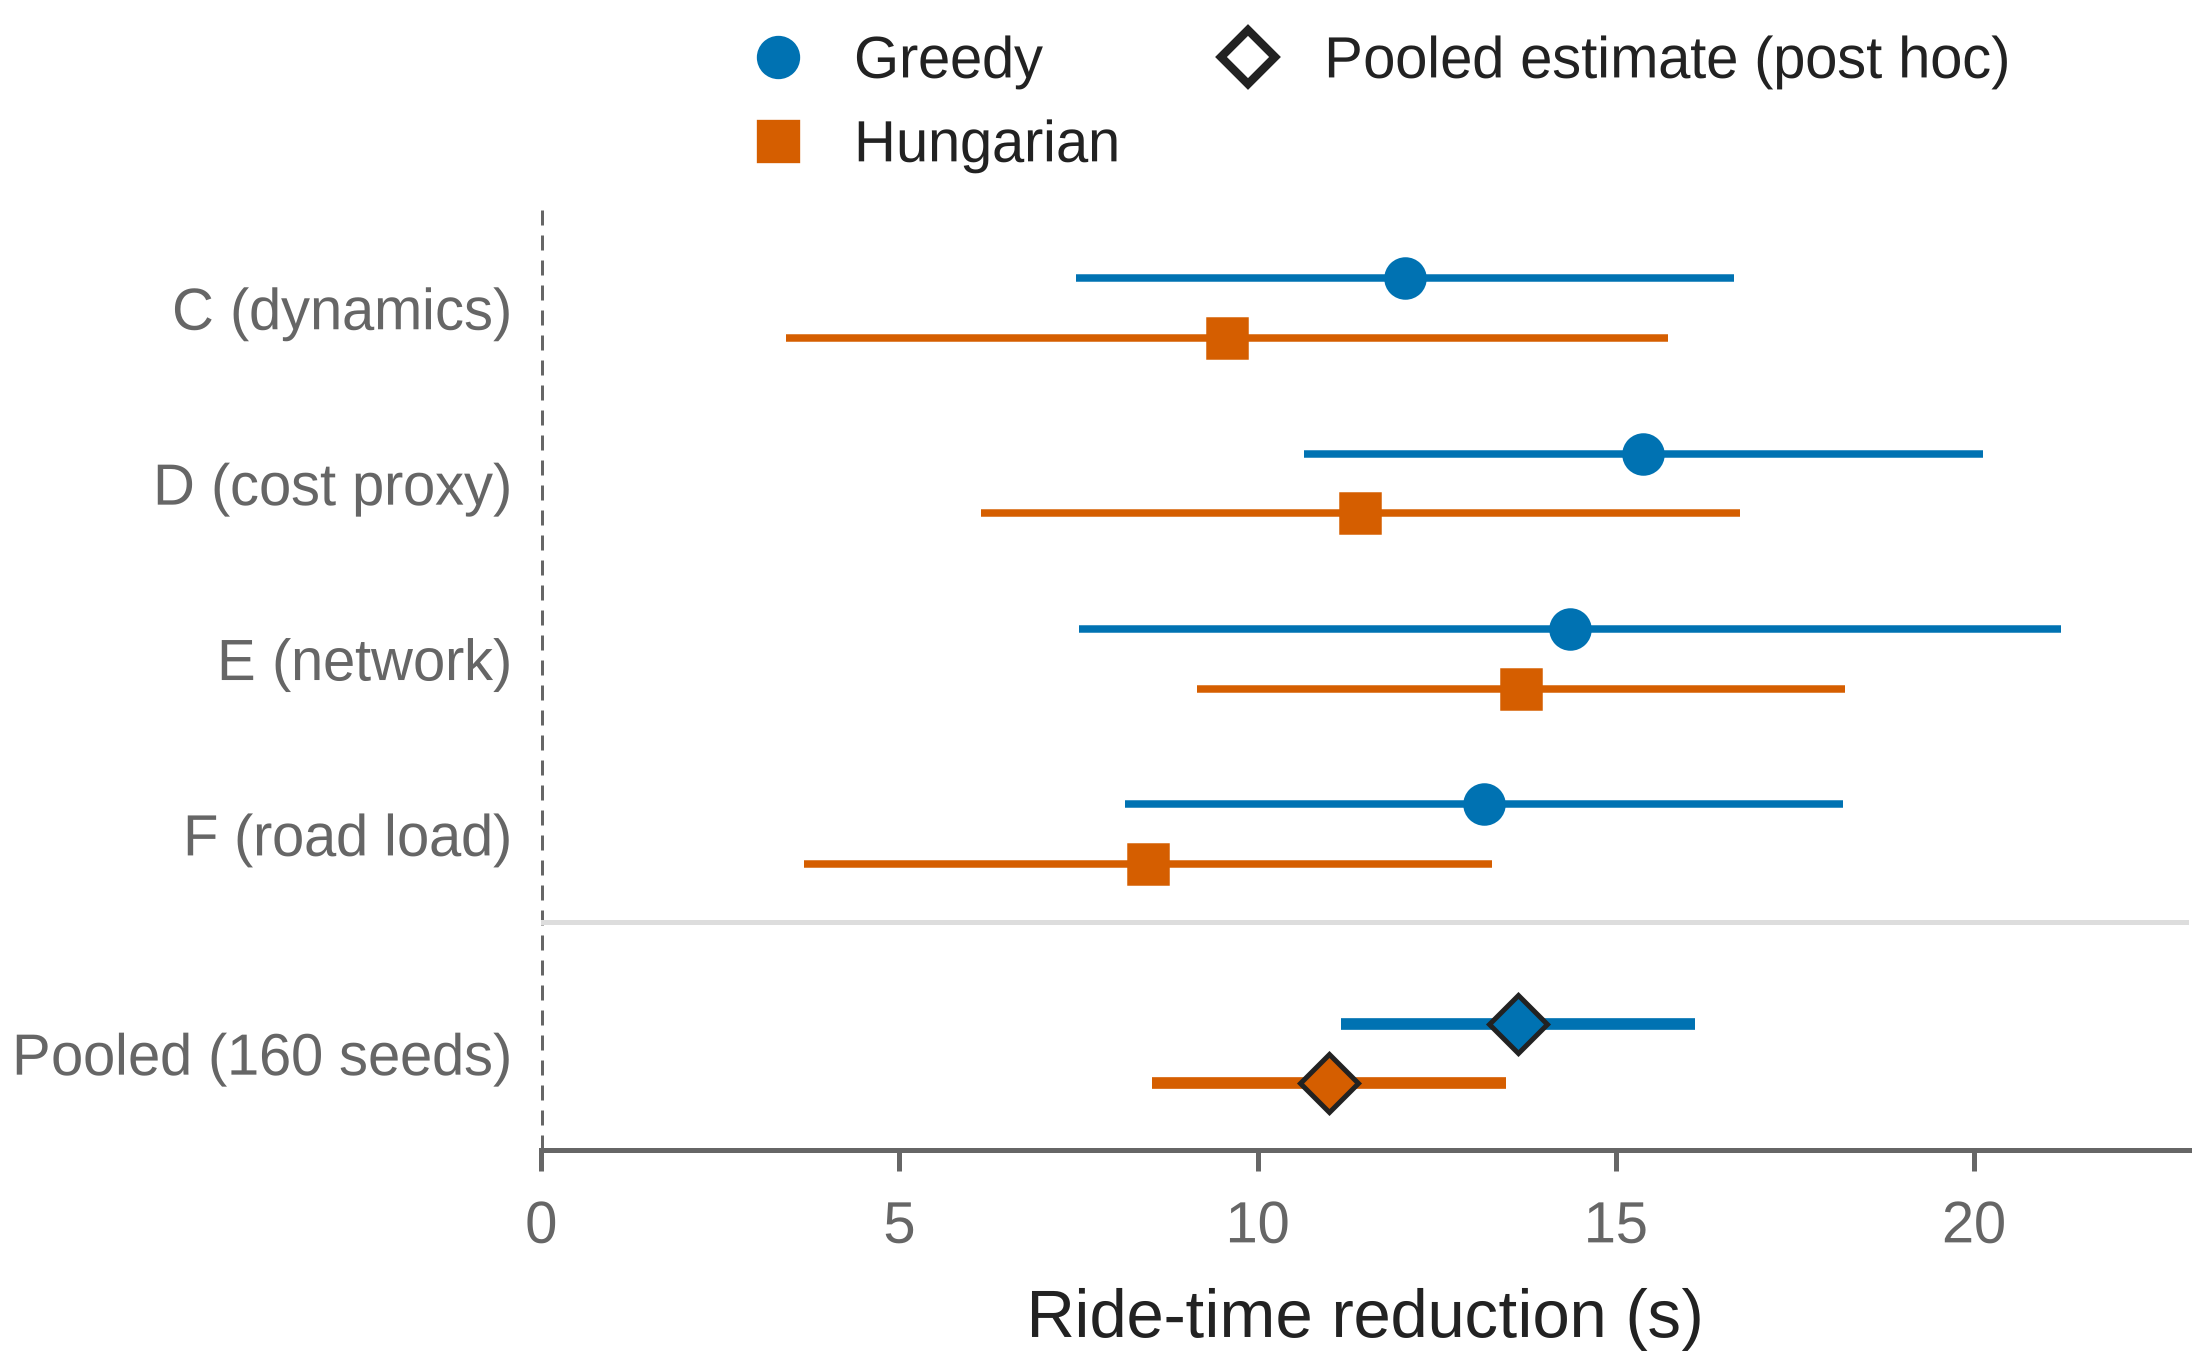 Greedy
Pooled estimate (post hoc)
Hungarian
C (dynamics)
D (cost proxy)
E (network)
F (road load)
Pooled (160 seeds)
0 5 10 15 20
Ride-time reduction (s)